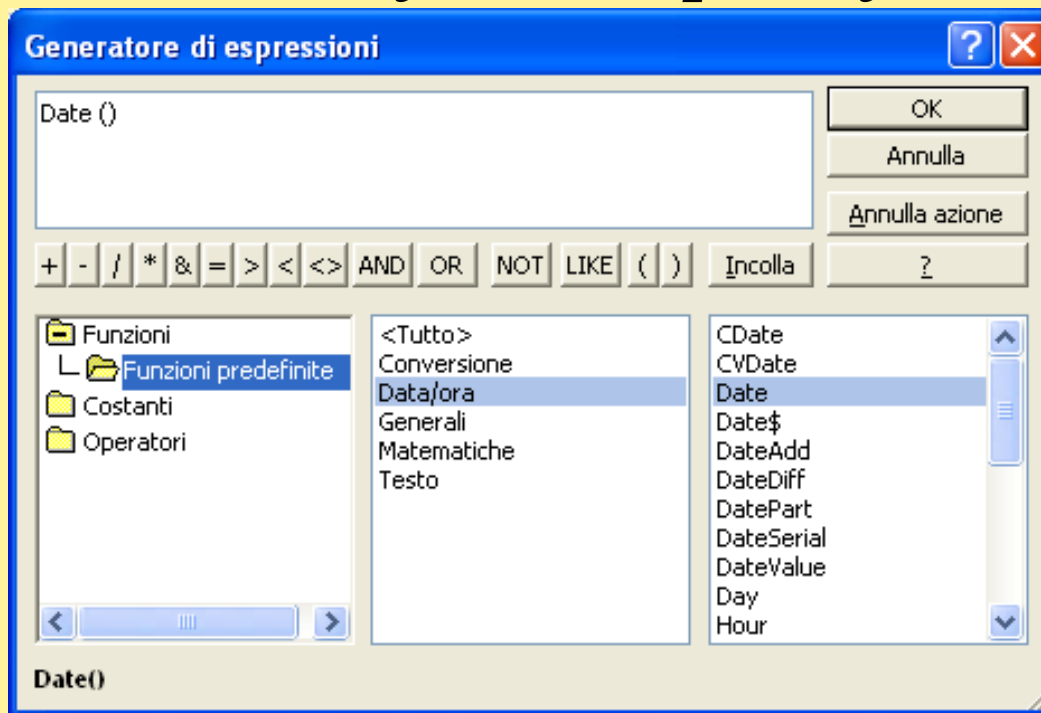 Generatore di espressioni
?
Date ()
OK
Annulla
Annulla azione
+ - / * & = > < <> AND OR NOT LIKE ( ) Incolla ?
Funzioni
Funzioni predefinite
Costanti
Operatori
<Tutto>
Conversione
Data/ora
Generali
Matematiche
Testo
CDate
CVDate
Date
Date$
DateAdd
DateDiff
DatePart
DateSerial
DateValue
Day
Hour
Date()